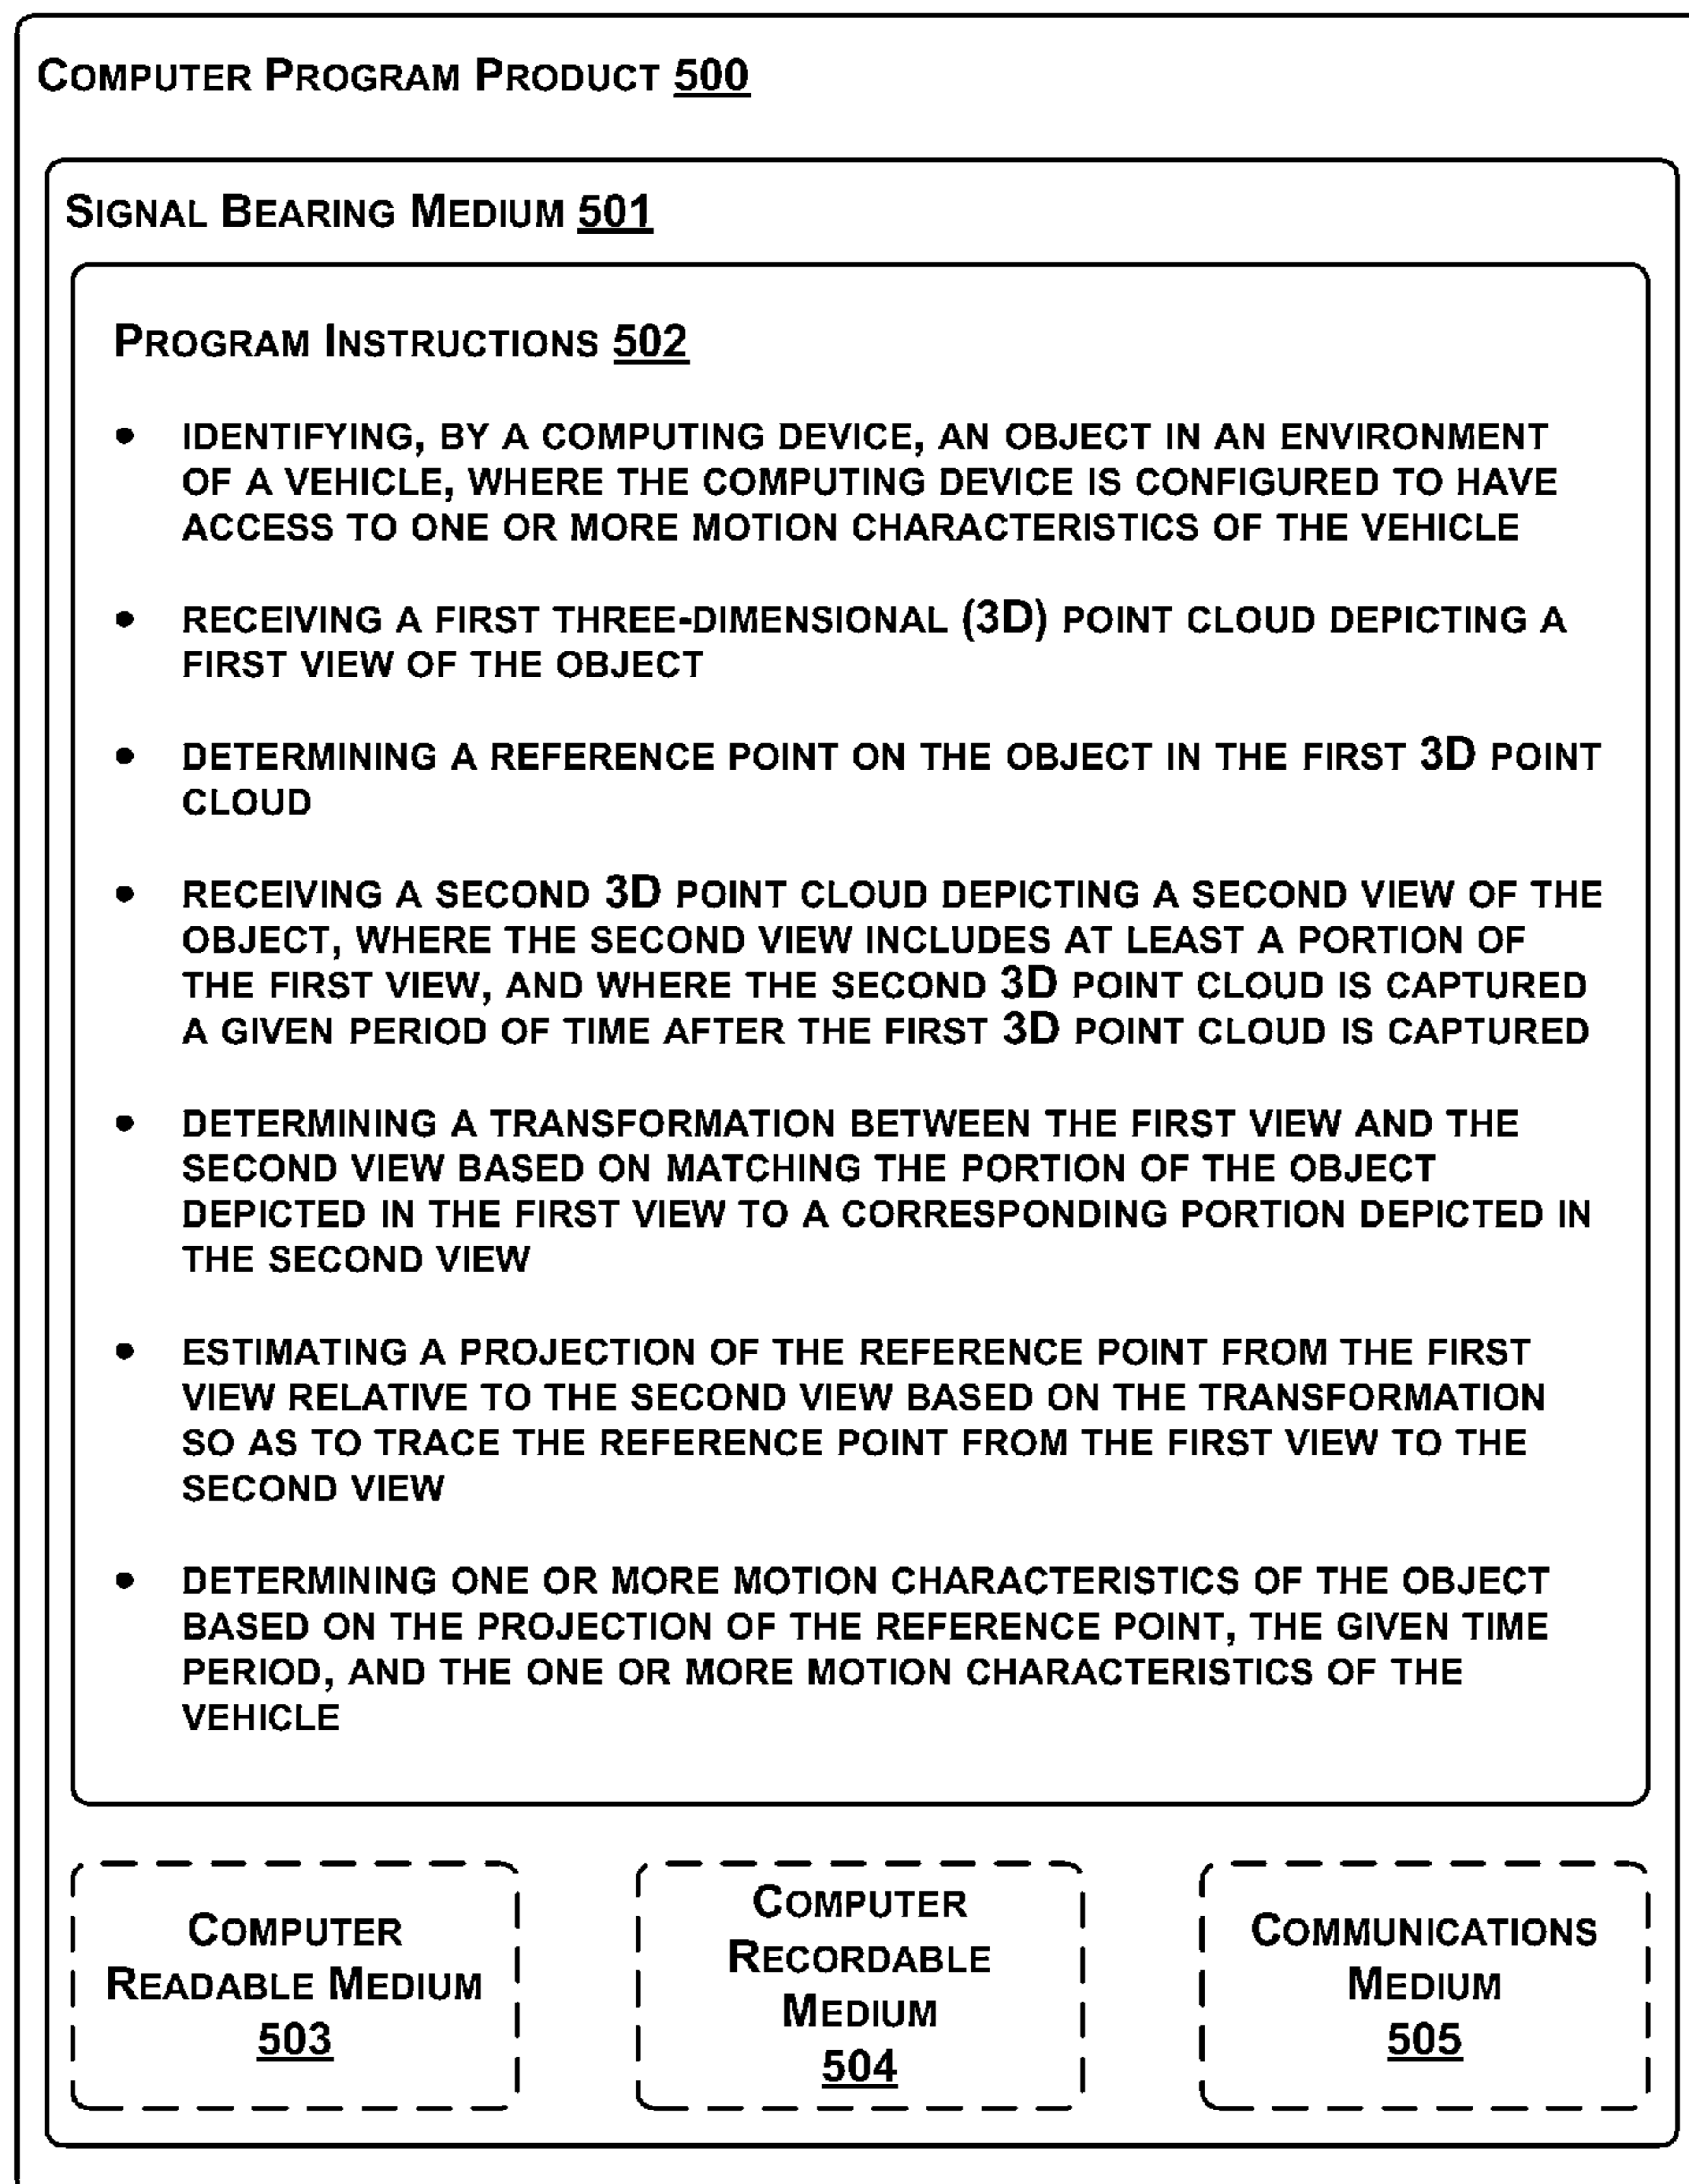 COMPUTER PROGRAM PRODUCT 500
SIGNAL BEARING MEDIUM 501
PROGRAM INSTRUCTIONS 502
• IDENTIFYING, BY A COMPUTING DEVICE, AN OBJECT IN AN ENVIRONMENT
OF A VEHICLE, WHERE THE COMPUTING DEVICE IS CONFIGURED TO HAVE
ACCESS TO ONE OR MORE MOTION CHARACTERISTICS OF THE VEHICLE
• RECEIVING A FIRST THREE-DIMENSIONAL (3D) POINT CLOUD DEPICTING A
FIRST VIEW OF THE OBJECT
• DETERMINING A REFERENCE POINT ON THE OBJECT IN THE FIRST 3D POINT
CLOUD
• RECEIVING A SECOND 3D POINT CLOUD DEPICTING A SECOND VIEW OF THE
OBJECT, WHERE THE SECOND VIEW INCLUDES AT LEAST A PORTION OF
THE FIRST VIEW, AND WHERE THE SECOND 3D POINT CLOUD IS CAPTURED
A GIVEN PERIOD OF TIME AFTER THE FIRST 3D POINT CLOUD IS CAPTURED
• DETERMINING A TRANSFORMATION BETWEEN THE FIRST VIEW AND THE
SECOND VIEW BASED ON MATCHING THE PORTION OF THE OBJECT
DEPICTED IN THE FIRST VIEW TO A CORRESPONDING PORTION DEPICTED IN
THE SECOND VIEW
• ESTIMATING A PROJECTION OF THE REFERENCE POINT FROM THE FIRST
VIEW RELATIVE TO THE SECOND VIEW BASED ON THE TRANSFORMATION
SO AS TO TRACE THE REFERENCE POINT FROM THE FIRST VIEW TO THE
SECOND VIEW
• DETERMINING ONE OR MORE MOTION CHARACTERISTICS OF THE OBJECT
BASED ON THE PROJECTION OF THE REFERENCE POINT, THE GIVEN TIME
PERIOD, AND THE ONE OR MORE MOTION CHARACTERISTICS OF THE
VEHICLE
COMPUTER
READABLE MEDIUM
503
COMPUTER
RECORDABLE
MEDIUM
504
COMMUNICATIONS
MEDIUM
505